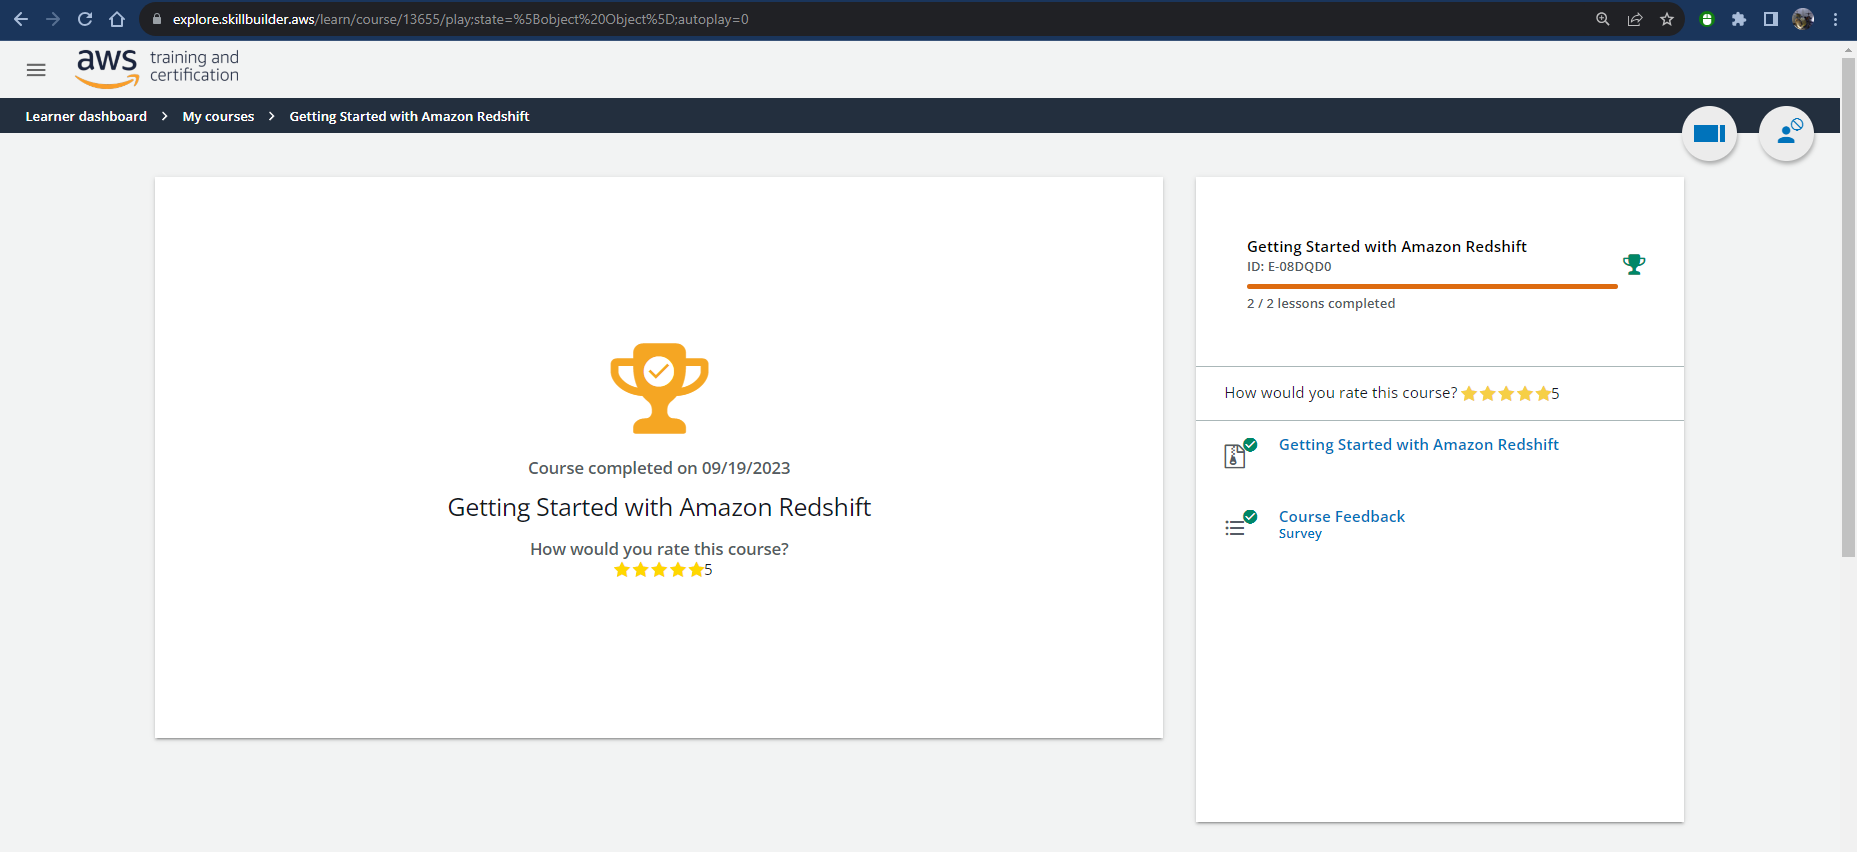 explore.skillbuilder.aws/learn/course/13655/play;state=%5Bobject%20Object%5D;autoplay=0
aws training and
certification
Learner dashboard > My courses > Getting Started with Amazon Redshift
Course completed on 09/19/2023
Getting Started with Amazon Redshift
How would you rate this course?
5
Getting Started with Amazon Redshift
ID: E-08DQD0
2 / 2 lessons completed
How would you rate this course? 5
Getting Started with Amazon Redshift
Course Feedback
Survey